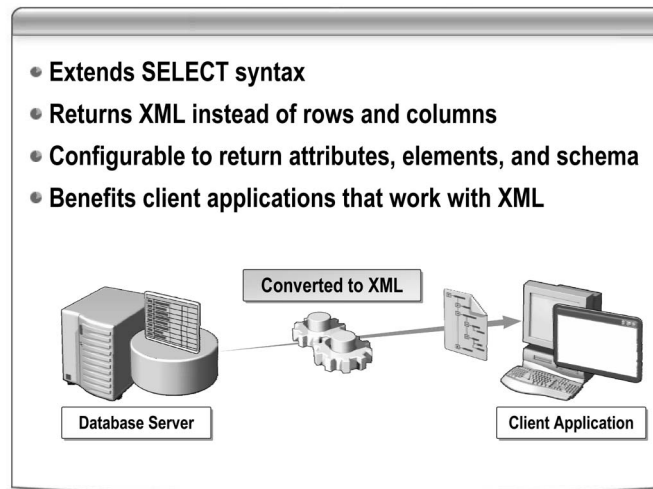 Extends SELECT syntax
Returns XML instead of rows and columns
Configurable to return attributes, elements, and schema
Benefits client applications that work with XML
Converted to XML
Database Server
Client Application